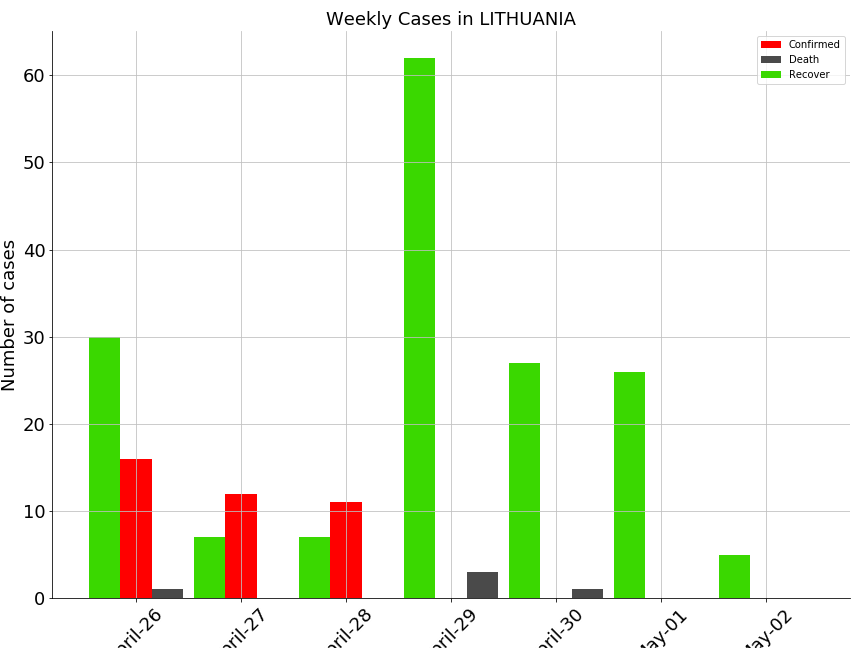 Weekly Cases in LITHUANIA
Confirmed
Death
Recover
Number of cases
60
50
40
30
20
10
0
pril-26
pril-27
pril-28
pril-29
pril-30
May-01
May-02